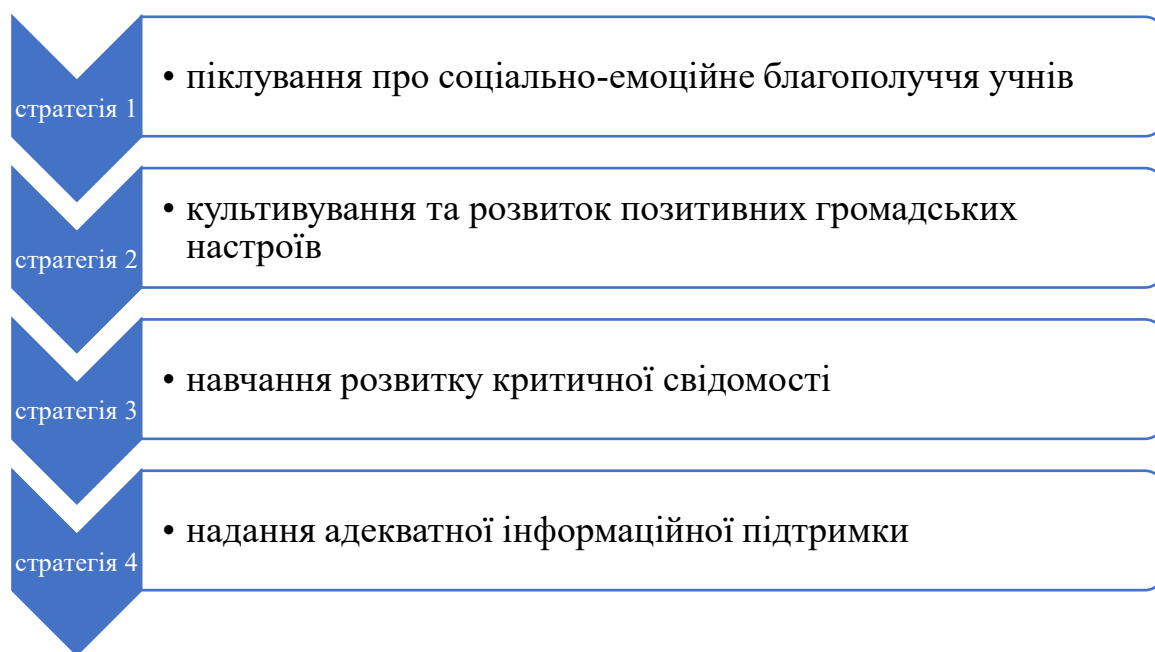 стратегія 1
• піклування про соціально-емоційне благополуччя учнів
стратегія 2
• культивування та розвиток позитивних громадських
настроїв
стратегія 3
• навчання розвитку критичної свідомості
стратегія 4
• надання адекватної інформаційної підтримки